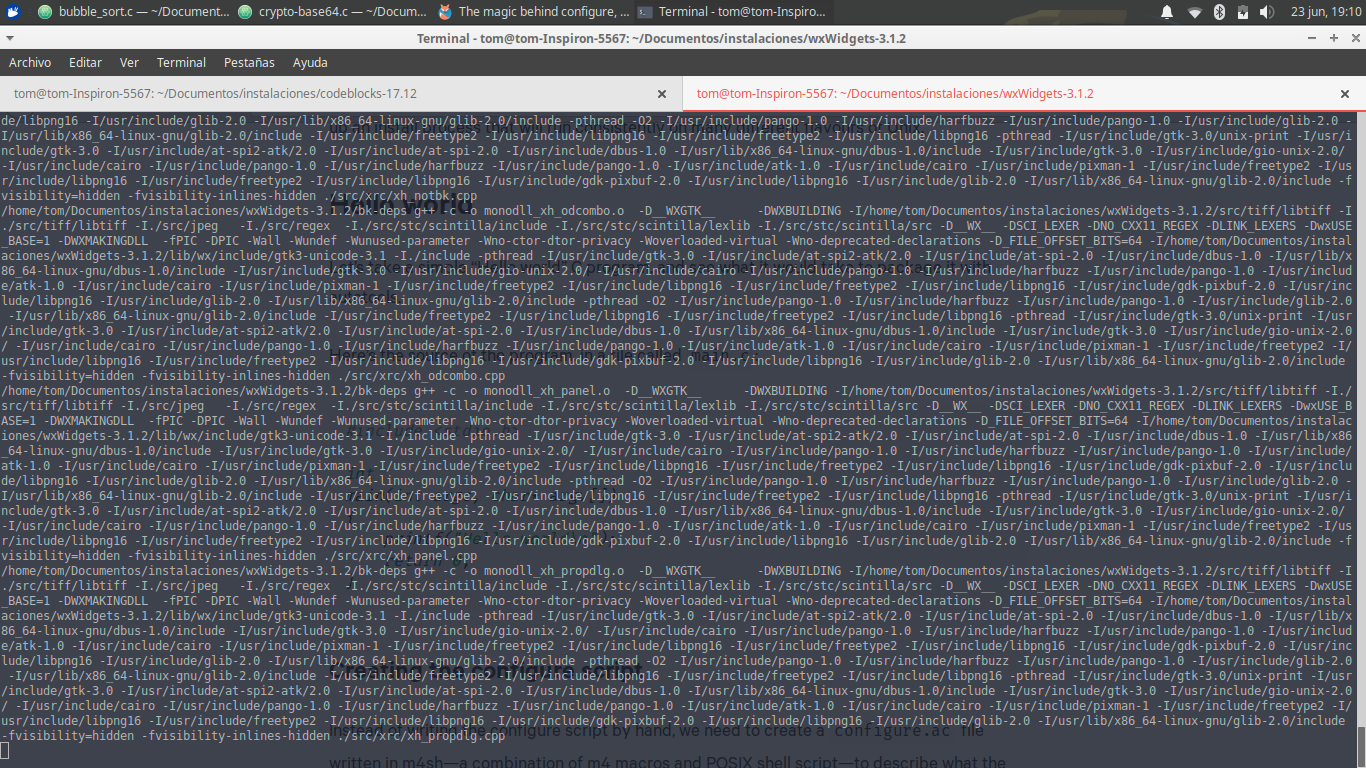 bubble_sort.c — ~/Document...
crypto-base64.c — ~/Docum...
The magic behind configure, ...
Terminal - tom@tom-Inspiro...
23 jun, 19:10
Terminal - tom@tom-Inspiron-5567: ~/Documentos/instalaciones/wxWidgets-3.1.2
Archivo Editar Ver Terminal Pestañas Ayuda
tom@tom-Inspiron-5567: ~/Documentos/instalaciones/codeblocks-17.12
tom@tom-Inspiron-5567: ~/Documentos/instalaciones/wxWidgets-3.1.2
de/libpng16 -I/usr/include/glib-2.0 -I/usr/lib/x86_64-linux-gnu/glib-2.0/include -pthread -O2 -I/usr/include/pango-1.0 -I/usr/include/harfbuzz -I/usr/include/pango-1.0 -I/usr/include/glib-2.0 -
I/usr/lib/x86_64-linux-gnu/glib-2.0/include -I/usr/include/freetype2 -I/usr/include/libpng16 -I/usr/include/freetype2 -I/usr/include/libpng16 -pthread -I/usr/include/gtk-3.0/unix-print -I/usr/i
nclude/gtk-3.0 -I/usr/include/at-spi2-atk/2.0 -I/usr/include/at-spi-2.0 -I/usr/include/dbus-1.0 -I/usr/lib/x86_64-linux-gnu/dbus-1.0/include -I/usr/include/gtk-3.0 -I/usr/include/gio-unix-2.0/
-I/usr/include/cairo -I/usr/include/pango-1.0 -I/usr/include/harfbuzz -I/usr/include/pango-1.0 -I/usr/include/atk-1.0 -I/usr/include/cairo -I/usr/include/pixman-1 -I/usr/include/freetype2 -I/us
r/include/libpng16 -I/usr/include/freetype2 -I/usr/include/libpng16 -I/usr/include/gdk-pixbuf-2.0 -I/usr/include/libpng16 -I/usr/include/glib-2.0 -I/usr/lib/x86_64-linux-gnu/glib-2.0/include -f
visibility=hidden -fvisibility-inlines-hidden ./src/xrc/xh_notbk.cpp
/home/tom/Documentos/instalaciones/wxWidgets-3.1.2/bk-deps g++ -c -o monodll_xh_odcombo.o  -D__WXGTK__      -DWXBUILDING -I/home/tom/Documentos/instalaciones/wxWidgets-3.1.2/src/tiff/libtiff -I
./src/tiff/libtiff -I./src/jpeg   -I./src/regex  -I./src/stc/scintilla/include -I./src/stc/scintilla/lexlib -I./src/stc/scintilla/src -D__WX__ -DSCI_LEXER -DNO_CXX11_REGEX -DLINK_LEXERS -DwxUSE
_BASE=1 -DWXMAKINGDLL  -fPIC -DPIC -Wall -Wundef -Wunused-parameter -Wno-ctor-dtor-privacy -Woverloaded-virtual -Wno-deprecated-declarations -D_FILE_OFFSET_BITS=64 -I/home/tom/Documentos/instal
aciones/wxWidgets-3.1.2/lib/wx/include/gtk3-unicode-3.1 -I./include -pthread -I/usr/include/gtk-3.0 -I/usr/include/at-spi2-atk/2.0 -I/usr/include/at-spi-2.0 -I/usr/include/dbus-1.0 -I/usr/lib/x
86_64-linux-gnu/dbus-1.0/include -I/usr/include/gtk-3.0 -I/usr/include/gio-unix-2.0/ -I/usr/include/cairo -I/usr/include/pango-1.0 -I/usr/include/harfbuzz -I/usr/include/pango-1.0 -I/usr/includ
e/atk-1.0 -I/usr/include/cairo -I/usr/include/pixman-1 -I/usr/include/freetype2 -I/usr/include/libpng16 -I/usr/include/freetype2 -I/usr/include/libpng16 -I/usr/include/gdk-pixbuf-2.0 -I/usr/inc
lude/libpng16 -I/usr/include/glib-2.0 -I/usr/lib/x86_64-linux-gnu/glib-2.0/include -pthread -O2 -I/usr/include/pango-1.0 -I/usr/include/harfbuzz -I/usr/include/pango-1.0 -I/usr/include/glib-2.0
 -I/usr/lib/x86_64-linux-gnu/glib-2.0/include -I/usr/include/freetype2 -I/usr/include/libpng16 -I/usr/include/freetype2 -I/usr/include/libpng16 -pthread -I/usr/include/gtk-3.0/unix-print -I/usr
/include/gtk-3.0 -I/usr/include/at-spi2-atk/2.0 -I/usr/include/at-spi-2.0 -I/usr/include/dbus-1.0 -I/usr/lib/x86_64-linux-gnu/dbus-1.0/include -I/usr/include/gtk-3.0 -I/usr/include/gio-unix-2.0
/ -I/usr/include/cairo -I/usr/include/pango-1.0 -I/usr/include/harfbuzz -I/usr/include/pango-1.0 -I/usr/include/atk-1.0 -I/usr/include/cairo -I/usr/include/pixman-1 -I/usr/include/freetype2 -I/
usr/include/libpng16 -I/usr/include/freetype2 -I/usr/include/libpng16 -I/usr/include/gdk-pixbuf-2.0 -I/usr/include/libpng16 -I/usr/include/glib-2.0 -I/usr/lib/x86_64-linux-gnu/glib-2.0/include 
-fvisibility=hidden -fvisibility-inlines-hidden ./src/xrc/xh_odcombo.cpp
/home/tom/Documentos/instalaciones/wxWidgets-3.1.2/bk-deps g++ -c -o monodll_xh_panel.o  -D__WXGTK__      -DWXBUILDING -I/home/tom/Documentos/instalaciones/wxWidgets-3.1.2/src/tiff/libtiff -I./
src/tiff/libtiff -I./src/jpeg   -I./src/regex  -I./src/stc/scintilla/include -I./src/stc/scintilla/lexlib -I./src/stc/scintilla/src -D__WX__ -DSCI_LEXER -DNO_CXX11_REGEX -DLINK_LEXERS -DwxUSE_B
ASE=1 -DWXMAKINGDLL  -fPIC -DPIC -Wall -Wundef -Wunused-parameter -Wno-ctor-dtor-privacy -Woverloaded-virtual -Wno-deprecated-declarations -D_FILE_OFFSET_BITS=64 -I/home/tom/Documentos/instalac
iones/wxWidgets-3.1.2/lib/wx/include/gtk3-unicode-3.1 -I./include -pthread -I/usr/include/gtk-3.0 -I/usr/include/at-spi2-atk/2.0 -I/usr/include/at-spi-2.0 -I/usr/include/dbus-1.0 -I/usr/lib/x86
_64-linux-gnu/dbus-1.0/include -I/usr/include/gtk-3.0 -I/usr/include/gio-unix-2.0/ -I/usr/include/cairo -I/usr/include/pango-1.0 -I/usr/include/harfbuzz -I/usr/include/pango-1.0 -I/usr/include/
atk-1.0 -I/usr/include/cairo -I/usr/include/pixman-1 -I/usr/include/freetype2 -I/usr/include/libpng16 -I/usr/include/freetype2 -I/usr/include/libpng16 -I/usr/include/gdk-pixbuf-2.0 -I/usr/inclu
de/libpng16 -I/usr/include/glib-2.0 -I/usr/lib/x86_64-linux-gnu/glib-2.0/include -pthread -O2 -I/usr/include/pango-1.0 -I/usr/include/harfbuzz -I/usr/include/pango-1.0 -I/usr/include/glib-2.0 -
I/usr/lib/x86_64-linux-gnu/glib-2.0/include -I/usr/include/freetype2 -I/usr/include/libpng16 -I/usr/include/freetype2 -I/usr/include/libpng16 -pthread -I/usr/include/gtk-3.0/unix-print -I/usr/i
nclude/gtk-3.0 -I/usr/include/at-spi2-atk/2.0 -I/usr/include/at-spi-2.0 -I/usr/include/dbus-1.0 -I/usr/lib/x86_64-linux-gnu/dbus-1.0/include -I/usr/include/gtk-3.0 -I/usr/include/gio-unix-2.0/
-I/usr/include/cairo -I/usr/include/pango-1.0 -I/usr/include/harfbuzz -I/usr/include/pango-1.0 -I/usr/include/atk-1.0 -I/usr/include/cairo -I/usr/include/pixman-1 -I/usr/include/freetype2 -I/us
r/include/libpng16 -I/usr/include/freetype2 -I/usr/include/libpng16 -I/usr/include/gdk-pixbuf-2.0 -I/usr/include/libpng16 -I/usr/include/glib-2.0 -I/usr/lib/x86_64-linux-gnu/glib-2.0/include -f
visibility=hidden -fvisibility-inlines-hidden ./src/xrc/xh_panel.cpp
/home/tom/Documentos/instalaciones/wxWidgets-3.1.2/bk-deps g++ -c -o monodll_xh_propdlg.o  -D__WXGTK__      -DWXBUILDING -I/home/tom/Documentos/instalaciones/wxWidgets-3.1.2/src/tiff/libtiff -I
./src/tiff/libtiff -I./src/jpeg   -I./src/regex  -I./src/stc/scintilla/include -I./src/stc/scintilla/lexlib -I./src/stc/scintilla/src -D__WX__ -DSCI_LEXER -DNO_CXX11_REGEX -DLINK_LEXERS -DwxUSE
_BASE=1 -DWXMAKINGDLL  -fPIC -DPIC -Wall -Wundef -Wunused-parameter -Wno-ctor-dtor-privacy -Woverloaded-virtual -Wno-deprecated-declarations -D_FILE_OFFSET_BITS=64 -I/home/tom/Documentos/instal
aciones/wxWidgets-3.1.2/lib/wx/include/gtk3-unicode-3.1 -I./include -pthread -I/usr/include/gtk-3.0 -I/usr/include/at-spi2-atk/2.0 -I/usr/include/at-spi-2.0 -I/usr/include/dbus-1.0 -I/usr/lib/x
86_64-linux-gnu/dbus-1.0/include -I/usr/include/gtk-3.0 -I/usr/include/gio-unix-2.0/ -I/usr/include/cairo -I/usr/include/pango-1.0 -I/usr/include/harfbuzz -I/usr/include/pango-1.0 -I/usr/includ
e/atk-1.0 -I/usr/include/cairo -I/usr/include/pixman-1 -I/usr/include/freetype2 -I/usr/include/libpng16 -I/usr/include/freetype2 -I/usr/include/libpng16 -I/usr/include/gdk-pixbuf-2.0 -I/usr/inc
lude/libpng16 -I/usr/include/glib-2.0 -I/usr/lib/x86_64-linux-gnu/glib-2.0/include -pthread -O2 -I/usr/include/pango-1.0 -I/usr/include/harfbuzz -I/usr/include/pango-1.0 -I/usr/include/glib-2.0
 -I/usr/lib/x86_64-linux-gnu/glib-2.0/include -I/usr/include/freetype2 -I/usr/include/libpng16 -I/usr/include/freetype2 -I/usr/include/libpng16 -pthread -I/usr/include/gtk-3.0/unix-print -I/usr
/include/gtk-3.0 -I/usr/include/at-spi2-atk/2.0 -I/usr/include/at-spi-2.0 -I/usr/include/dbus-1.0 -I/usr/lib/x86_64-linux-gnu/dbus-1.0/include -I/usr/include/gtk-3.0 -I/usr/include/gio-unix-2.0
/ -I/usr/include/cairo -I/usr/include/pango-1.0 -I/usr/include/harfbuzz -I/usr/include/pango-1.0 -I/usr/include/atk-1.0 -I/usr/include/cairo -I/usr/include/pixman-1 -I/usr/include/freetype2 -I/
usr/include/libpng16 -I/usr/include/freetype2 -I/usr/include/libpng16 -I/usr/include/gdk-pixbuf-2.0 -I/usr/include/libpng16 -I/usr/include/glib-2.0 -I/usr/lib/x86_64-linux-gnu/glib-2.0/include
-fvisibility=hidden -fvisibility-inlines-hidden ./src/xrc/xh_propdlg.cpp
Hello world
Creating the configure script
Instead of writing the configure script by hand, we need to create a configure.ac file
written in m4sh—a combination of m4 macros and POSIX shell script—to describe what the